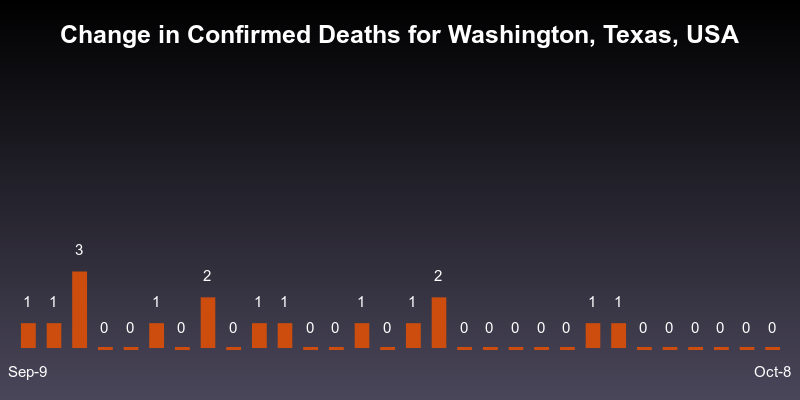 Change in Confirmed Deaths for Washington, Texas, USA
3
2 2
1 1 1 1 1 1 1 1 1
0 0 0 0 0 0 0 0 0 0 0 0 0 0 0 0 0 0
Sep-9 Oct-8